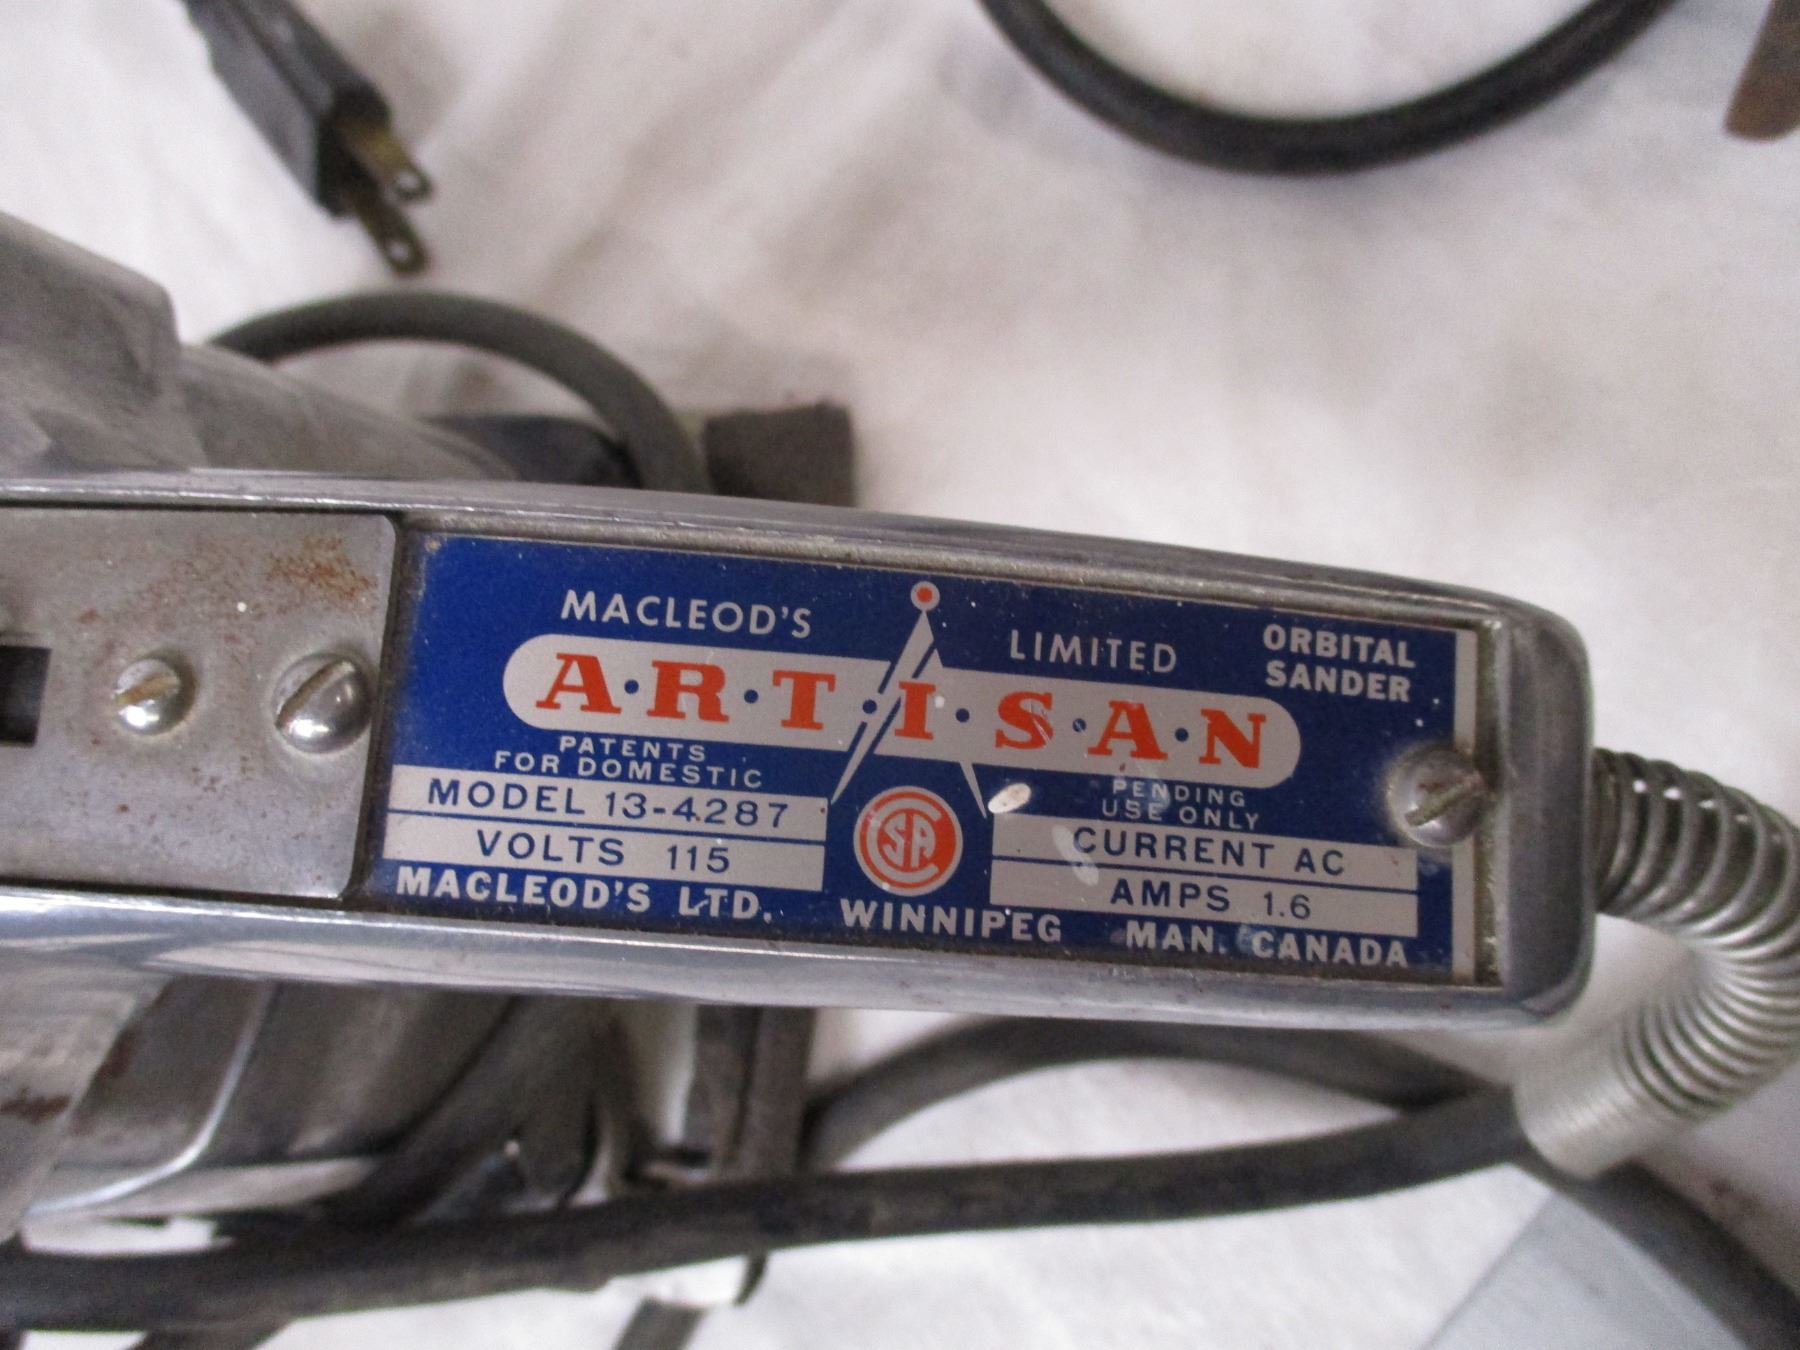 MACLEOD'S LIMITED
ORBITAL
SANDER
A·R·T·I·S·A·N
PATENTS PENDING
FOR DOMESTIC USE ONLY
MODEL 13-4287
CURRENT AC
VOLTS 115
AMPS 1.6
CSA
MACLEOD'S LTD. WINNIPEG MAN. CANADA